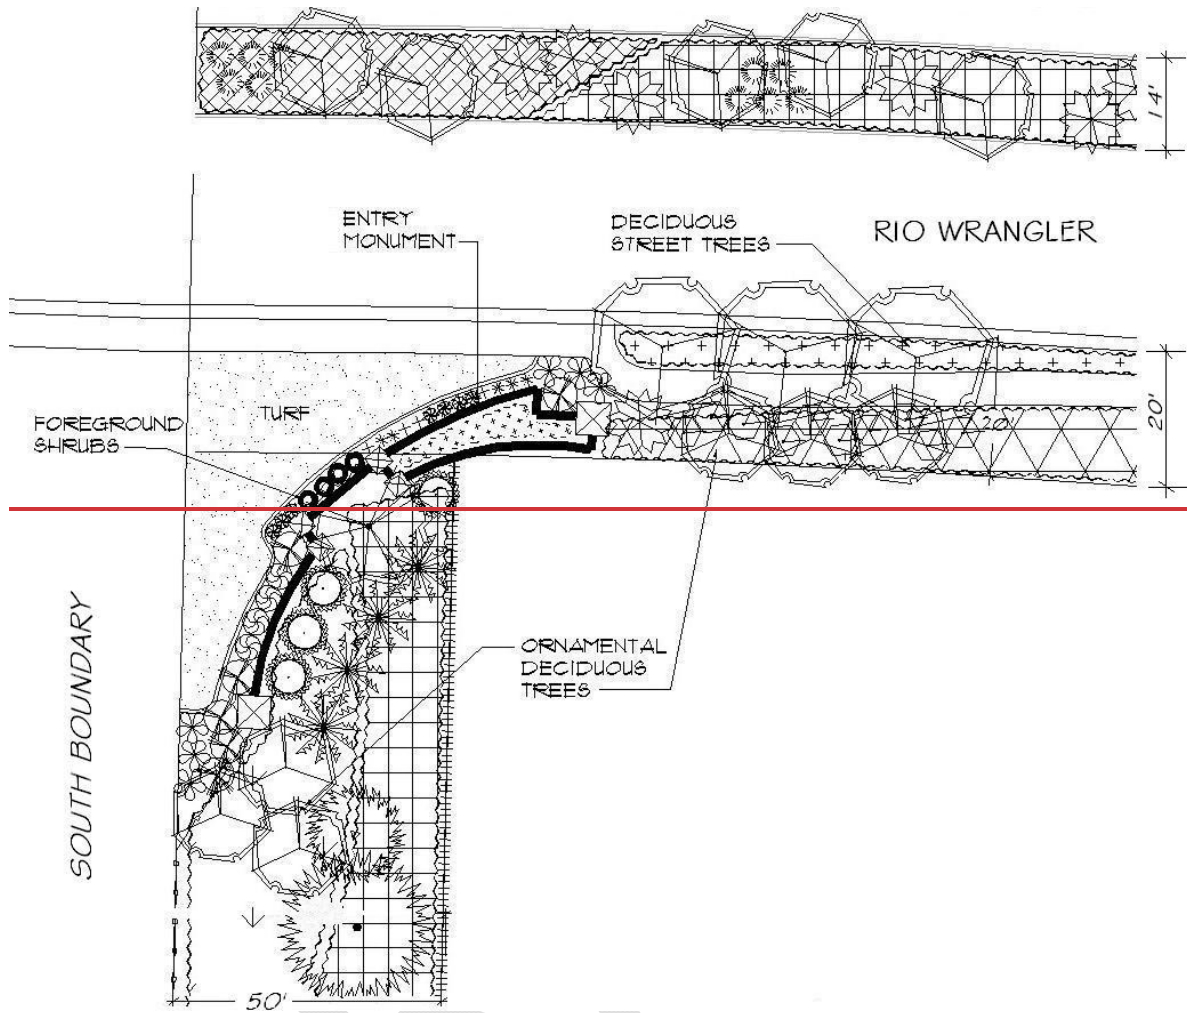 14'
ENTRY
MONUMENT
DECIDUOUS
STREET TREES
RIO WRANGLER
FOREGROUND
SHRUBS
TURF
20'
20'
SOUTH BOUNDARY
ORNAMENTAL
DECIDUOUS
TREES
50'